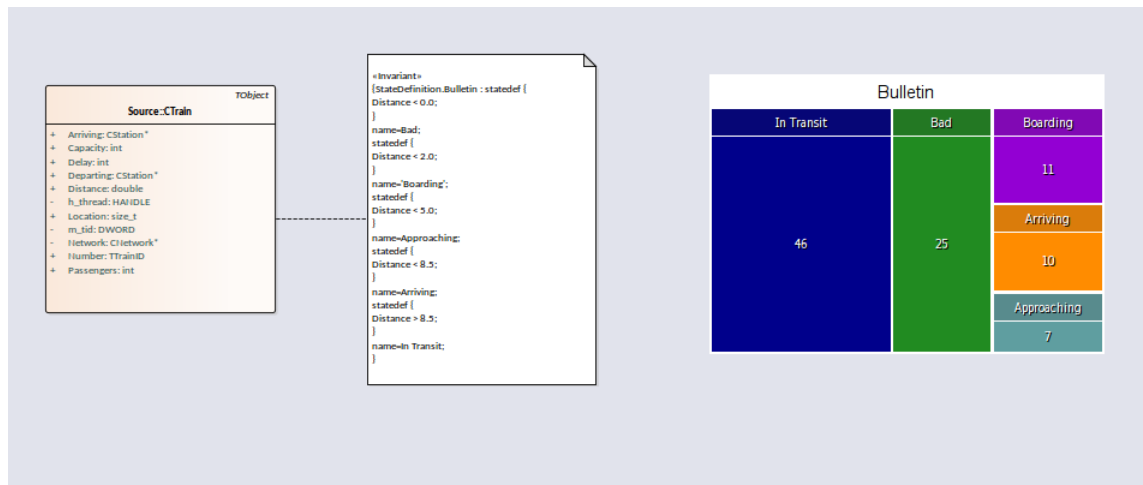 TObject
Source::CTrain
+ Arriving: CStation*
+ Capacity: int
+ Delay: int
+ Departing: CStation*
+ Distance: double
- h_thread: HANDLE
+ Location: size_t
- m_tid: DWORD
- Network: CNetwork*
+ Number: TTrainID
+ Passengers: int
«Invariant»
{StateDefinition.Bulletin : statedef {
Distance < 0.0;
}
name=Bad;
statedef {
Distance < 2.0;
}
name='Boarding';
statedef {
Distance < 5.0;
}
name=Approaching;
statedef {
Distance < 8.5;
}
name=Arriving;
statedef {
Distance > 8.5;
}
name=In Transit;
}
Bulletin
In Transit
46
Bad
25
Boarding
11
Arriving
10
Approaching
7